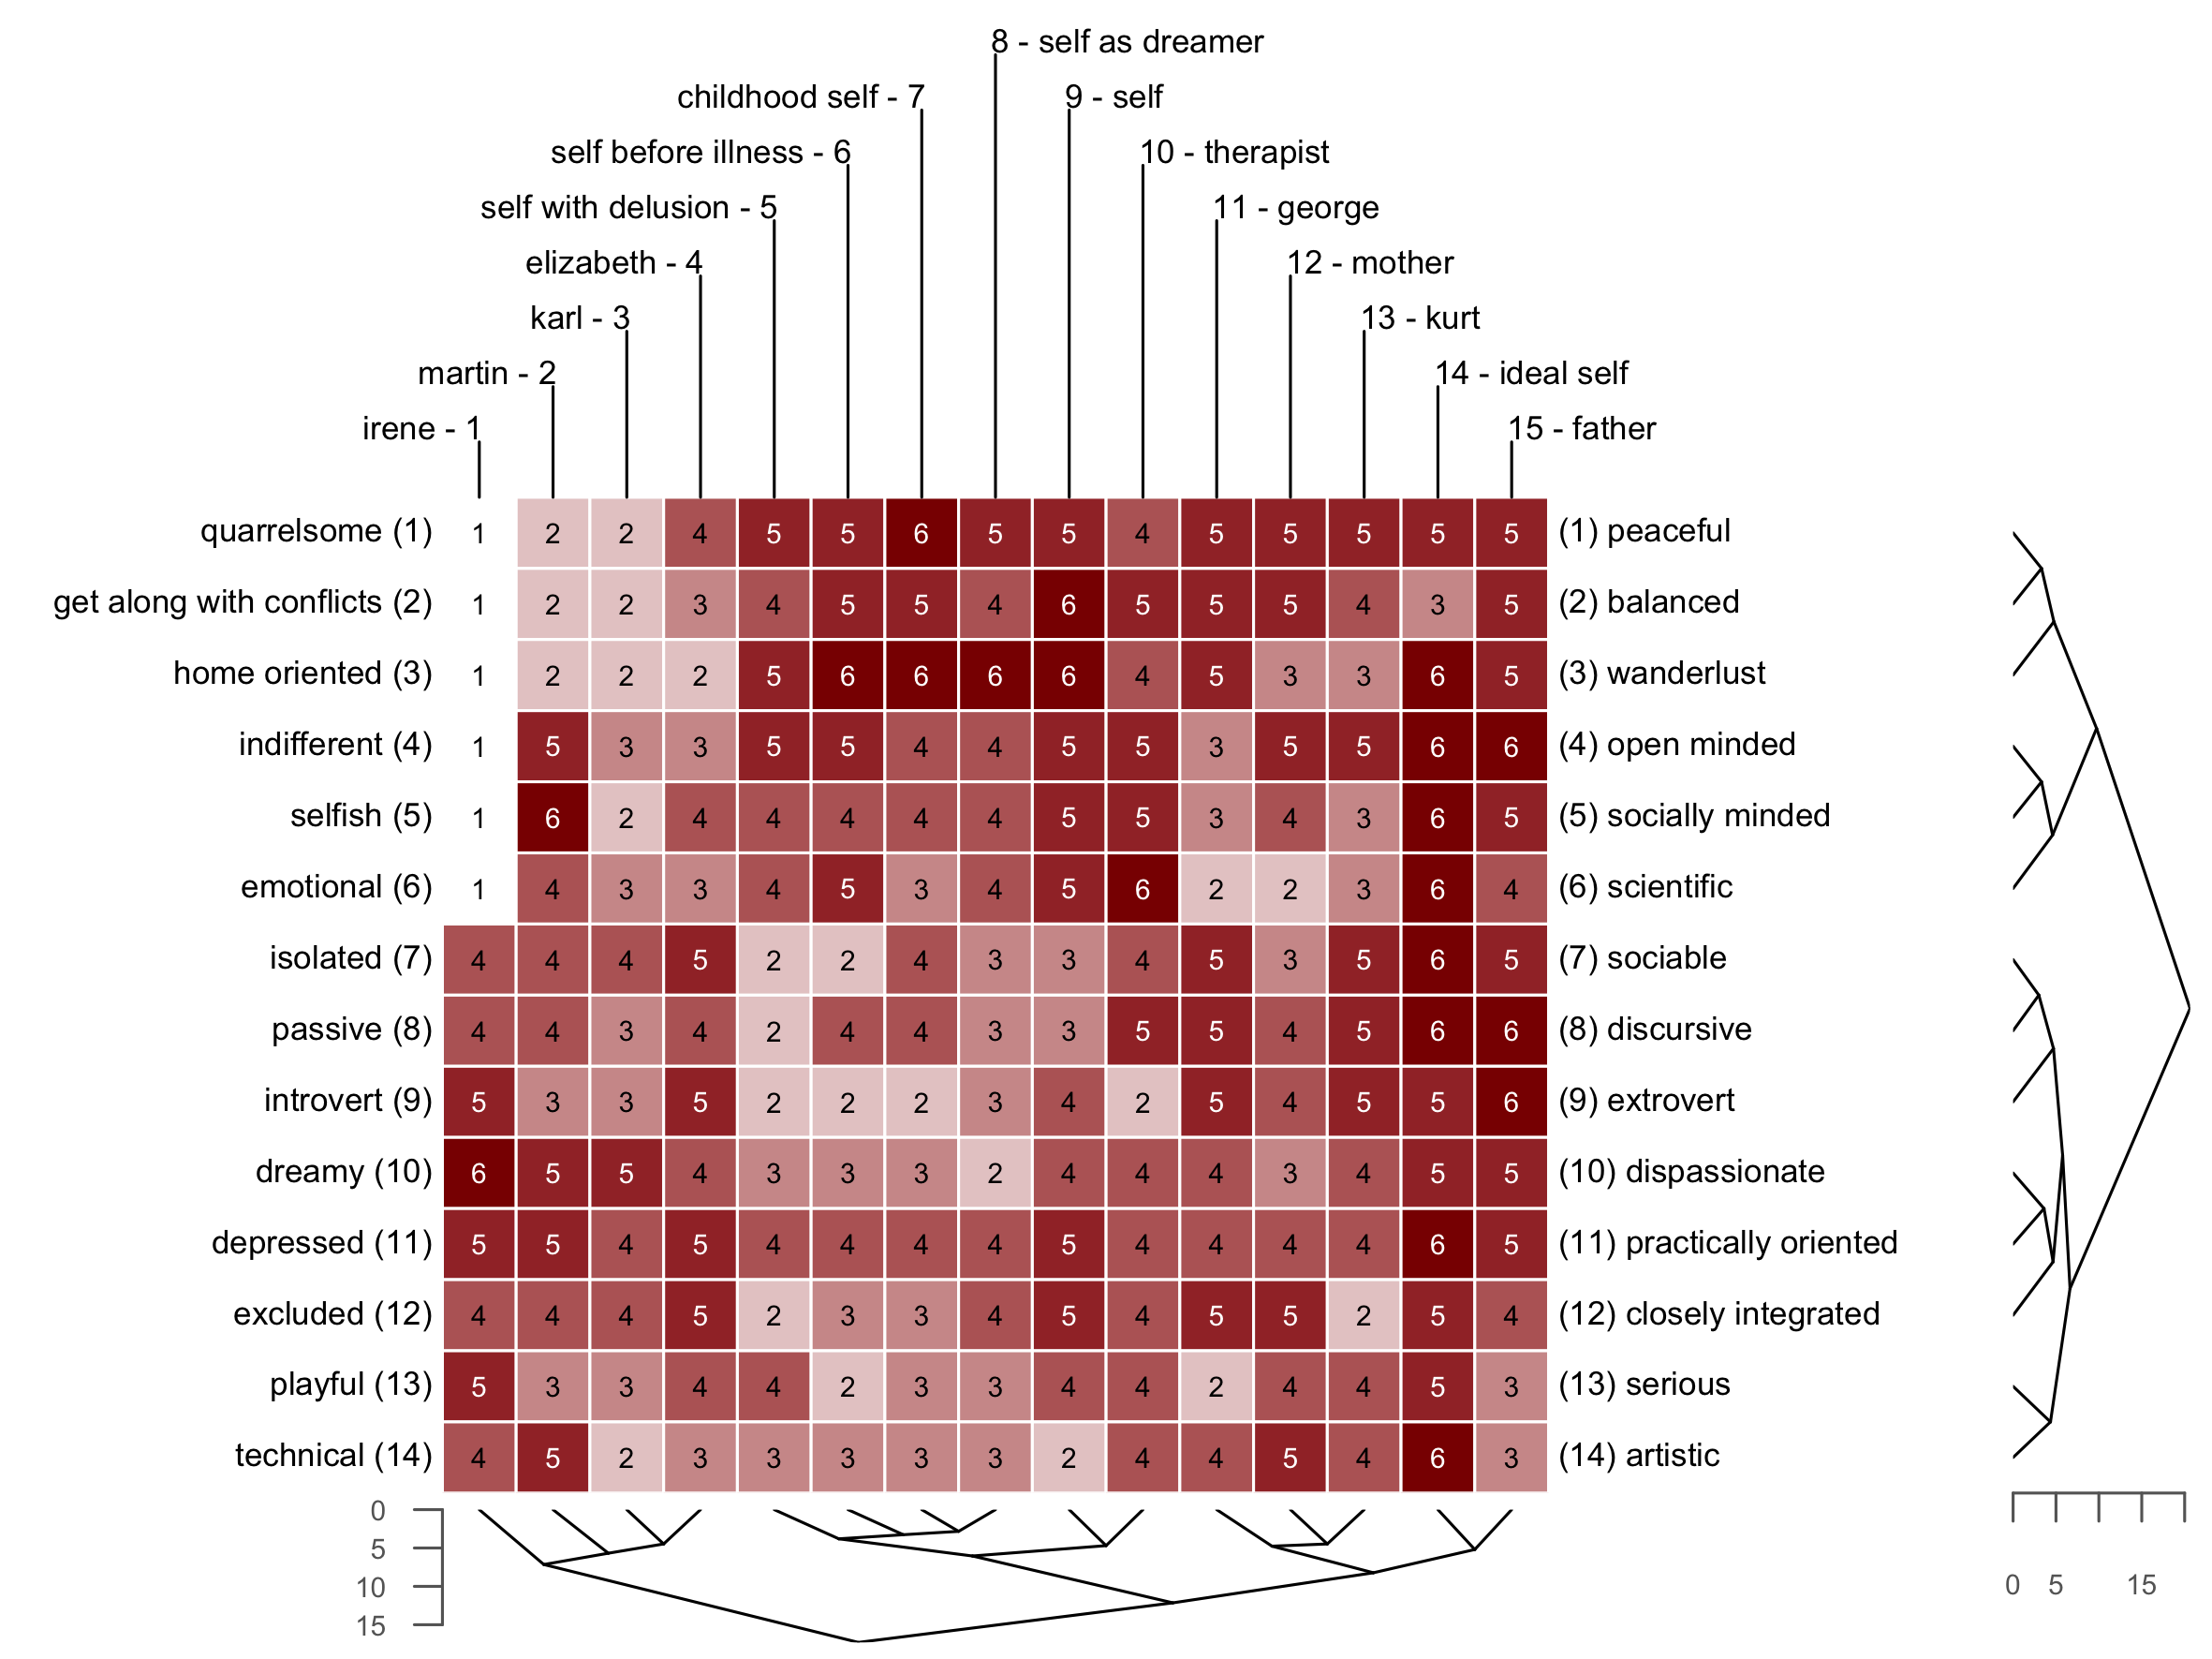 8 - self as dreamer
childhood self - 7
9 - self
self before illness - 6
10 - therapist
self with delusion - 5
11 - george
elizabeth - 4
12 - mother
karl - 3
13 - kurt
martin - 2
14 - ideal self
irene - 1
15 - father
quarrelsome (1) 1 2 2 4 5 5 6 5 5 4 5 5 5 5 5 (1) peaceful
get along with conflicts (2) 1 2 2 3 4 5 5 4 6 5 5 5 4 3 5 (2) balanced
home oriented (3) 1 2 2 2 5 6 6 6 6 4 5 3 3 6 5 (3) wanderlust
indifferent (4) 1 5 3 3 5 5 4 4 5 5 3 5 5 6 6 (4) open minded
selfish (5) 1 6 2 4 4 4 4 4 5 5 3 4 3 6 5 (5) socially minded
emotional (6) 1 4 3 3 4 5 3 4 5 6 2 2 3 6 4 (6) scientific
isolated (7) 4 4 4 5 2 2 4 3 3 4 5 3 5 6 5 (7) sociable
passive (8) 4 4 3 4 2 4 4 3 3 5 5 4 5 6 6 (8) discursive
introvert (9) 5 3 3 5 2 2 2 3 4 2 5 4 5 5 6 (9) extrovert
dreamy (10) 6 5 5 4 3 3 3 2 4 4 4 3 4 5 5 (10) dispassionate
depressed (11) 5 5 4 5 4 4 4 4 5 4 4 4 4 6 5 (11) practically oriented
excluded (12) 4 4 4 5 2 3 3 4 5 4 5 5 2 5 4 (12) closely integrated
playful (13) 5 3 3 4 4 2 3 3 4 4 2 4 4 5 3 (13) serious
technical (14) 4 5 2 3 3 3 3 3 2 4 4 5 4 6 3 (14) artistic
0
5
10
15
0 5 15